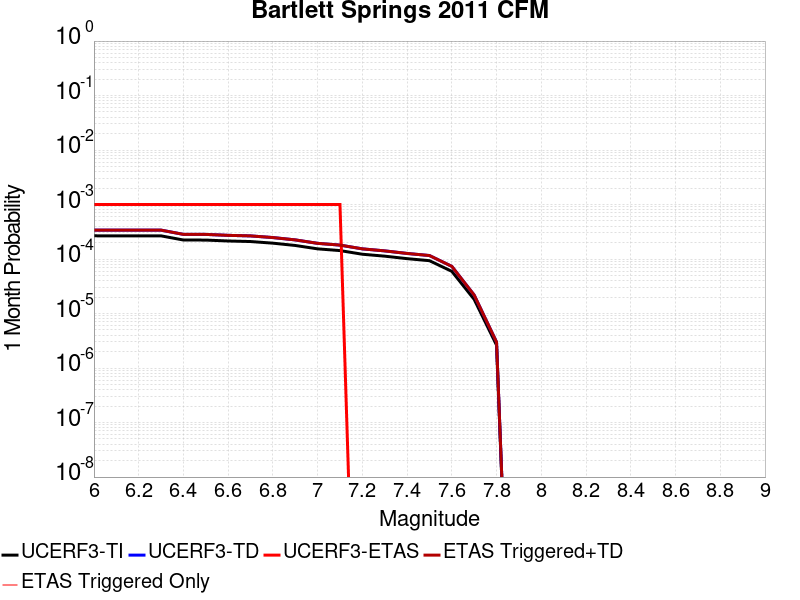 Bartlett Springs 2011 CFM
10^0
10^-1
10^-2
10^-3
10^-4
10^-5
10^-6
10^-7
10^-8
1 Month Probability
6 6.2 6.4 6.6 6.8 7 7.2 7.4 7.6 7.8 8 8.2 8.4 8.6 8.8 9
Magnitude
UCERF3-TI UCERF3-TD UCERF3-ETAS ETAS Triggered+TD
ETAS Triggered Only